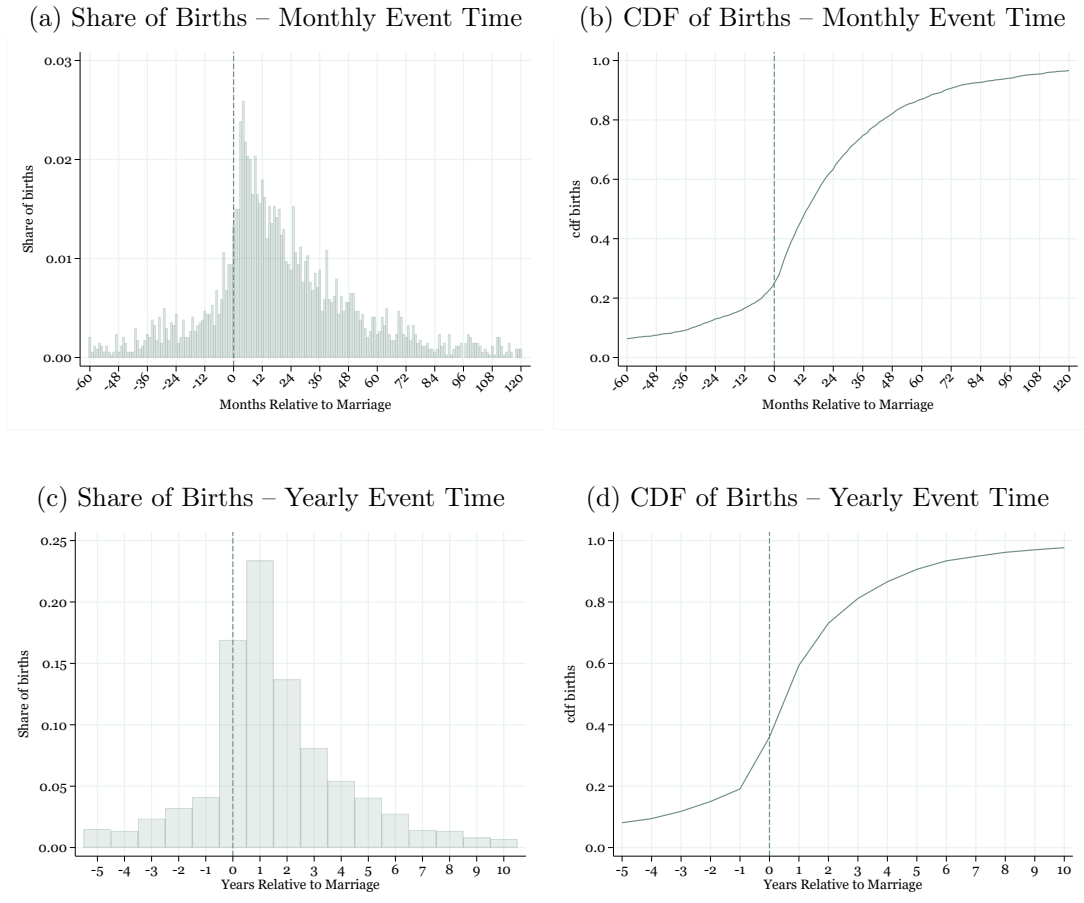 (a) Share of Births – Monthly Event Time
Share of births
0.03
0.02
0.01
0.00
-60 -48 -36 -24 -12 0 12 24 36 48 60 72 84 96 108 120
Months Relative to Marriage
(b) CDF of Births – Monthly Event Time
cdf births
1.0
0.8
0.6
0.4
0.2
0.0
-60 -48 -36 -24 -12 0 12 24 36 48 60 72 84 96 108 120
Months Relative to Marriage
(c) Share of Births – Yearly Event Time
Share of births
0.25
0.20
0.15
0.10
0.05
0.00
-5 -4 -3 -2 -1 0 1 2 3 4 5 6 7 8 9 10
Years Relative to Marriage
(d) CDF of Births – Yearly Event Time
cdf births
1.0
0.8
0.6
0.4
0.2
0.0
-5 -4 -3 -2 -1 0 1 2 3 4 5 6 7 8 9 10
Years Relative to Marriage